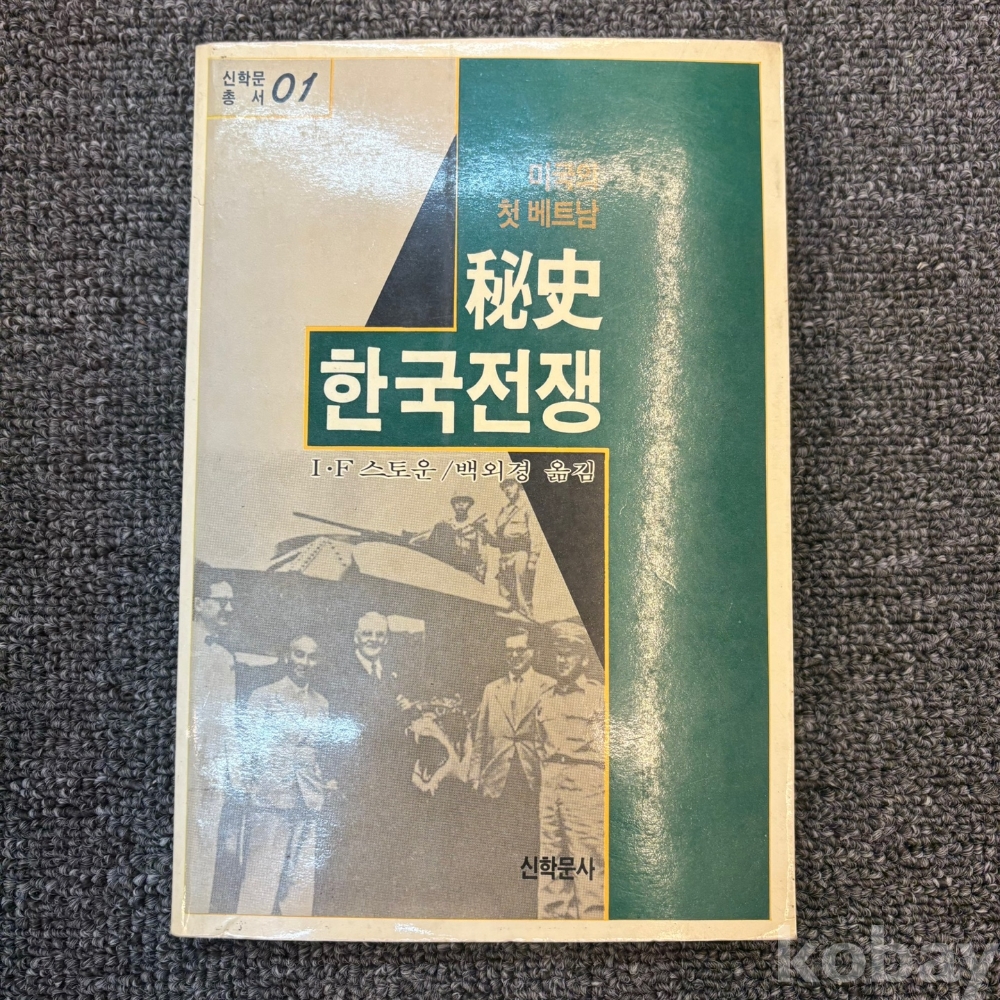 신학문
총 서 01
미국의
첫 베트남
秘史
한국전쟁
I·F 스토운/백외경 옮김
신학문사
kobay